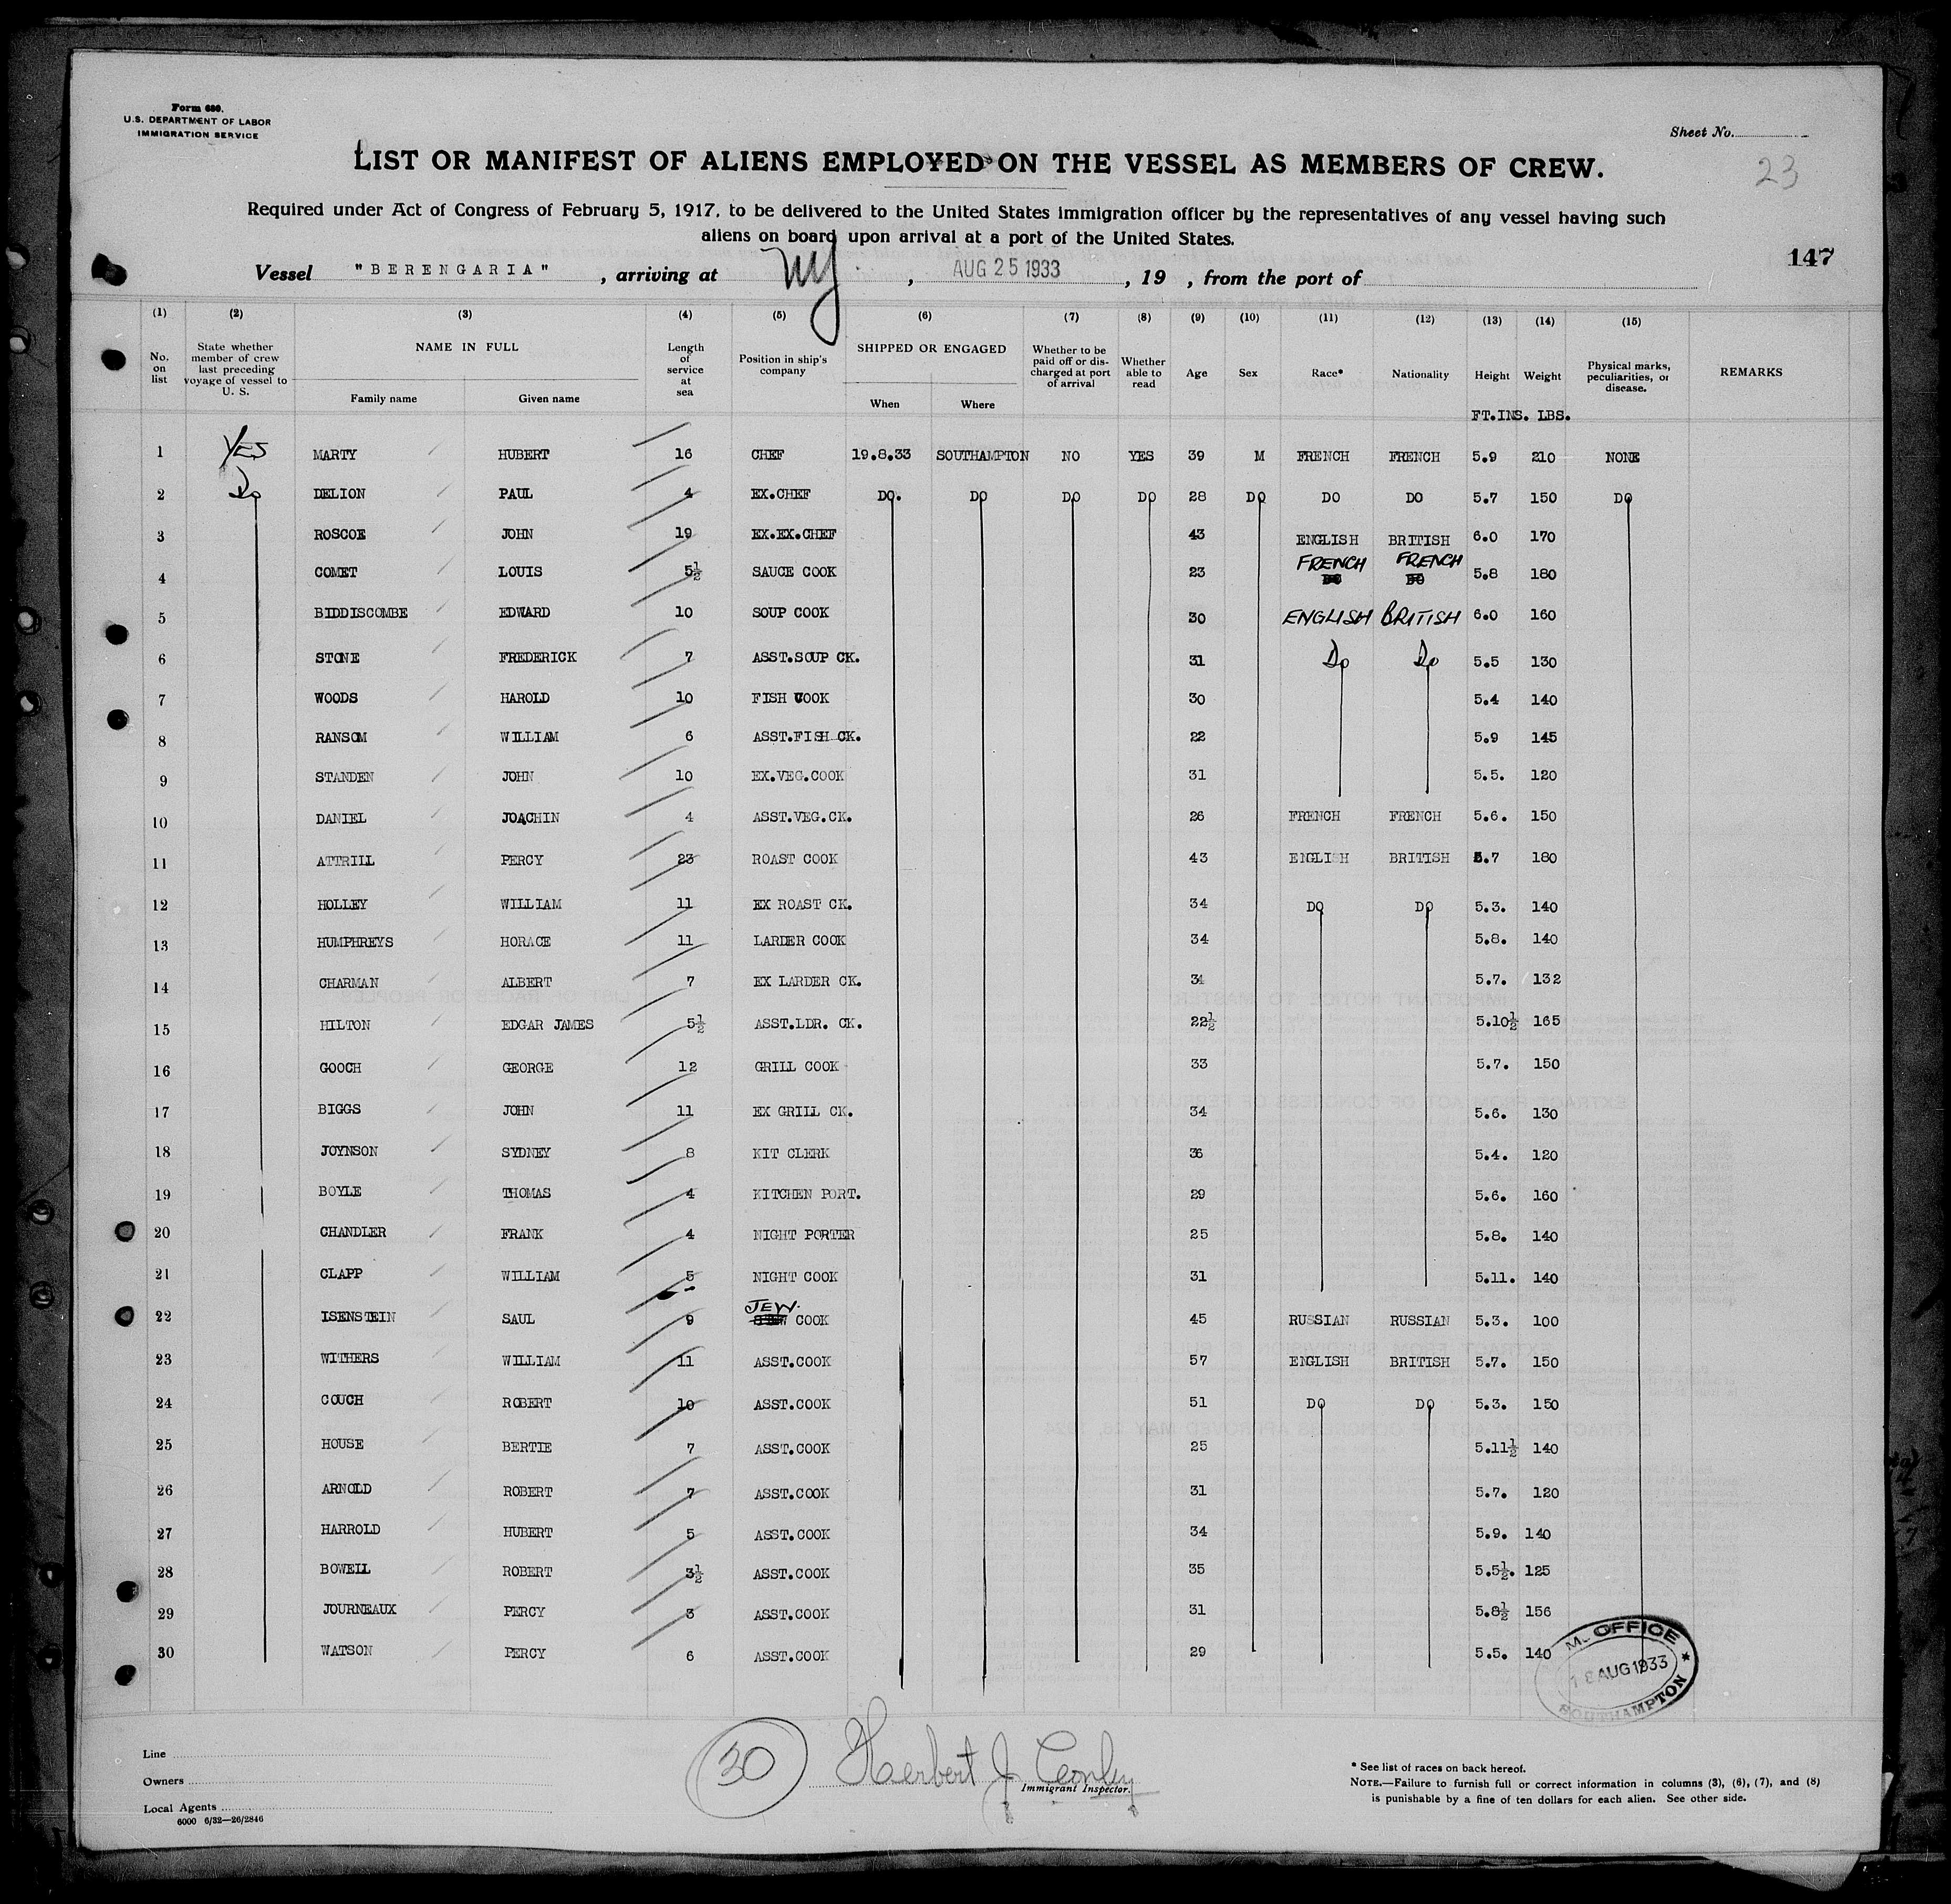 Form 680.
U.S. DEPARTMENT OF LABOR
IMMIGRATION SERVICE
Sheet No.
LIST OR MANIFEST OF ALIENS EMPLOYED ON THE VESSEL AS MEMBERS OF CREW.
23
Required under Act of Congress of February 5, 1917, to be delivered to the United States immigration officer by the representatives of any vessel having such
aliens on board upon arrival at a port of the United States.
147
Vessel "BERENGARIA" , arriving at NY , AUG 25 1933 , 19 , from the port of
(1) (2) (3) (4) (5) (6) (7) (8) (9) (10) (11) (12) (13) (14) (15)
No. on list State whether member of crew last preceding voyage of vessel to U. S. NAME IN FULL Family name Given name Length of service at sea Position in ship's company SHIPPED OR ENGAGED When Where Whether to be paid off or discharged at port of arrival Whether able to read Age Sex Race* Nationality Height Weight Physical marks, peculiarities, or disease. REMARKS
FT.INS. LBS.
1 YES MARTY HUBERT 16 CHEF 19.8.33 SOUTHAMPTON NO YES 39 M FRENCH FRENCH 5.9 210 NONE
2 Do DELION PAUL 4 EX.CHEF DO. DO DO DO 28 DO DO DO 5.7 150 DO
3 ROSCOE JOHN 19 EX.EX.CHEF 43 ENGLISH BRITISH 6.0 170
4 COMET LOUIS 5½ SAUCE COOK 23 FRENCH FRENCH 5.8 180
5 BIDDISCOMBE EDWARD 10 SOUP COOK 30 ENGLISH BRITISH 6.0 160
6 STONE FREDERICK 7 ASST.SOUP CK. 31 Do Do 5.5 130
7 WOODS HAROLD 10 FISH COOK 30 5.4 140
8 RANSOM WILLIAM 6 ASST.FISH CK. 22 5.9 145
9 STANDEN JOHN 10 EX.VEG.COOK 31 5.5. 120
10 DANIEL JOACHIN 4 ASST.VEG.CK. 26 FRENCH FRENCH 5.6. 150
11 ATTRILL PERCY 23 ROAST COOK 43 ENGLISH BRITISH 5.7 180
12 HOLLEY WILLIAM 11 EX ROAST CK. 34 DO DO 5.3. 140
13 HUMPHREYS HORACE 11 LARDER COOK 34 5.8. 140
14 CHARMAN ALBERT 7 EX LARDER CK. 34 5.7. 132
15 HILTON EDGAR JAMES 5½ ASST.LDR. CK. 22½ 5.10½ 165
16 GOOCH GEORGE 12 GRILL COOK 33 5.7. 150
17 BIGGS JOHN 11 EX GRILL CK. 34 5.6. 130
18 JOYNSON SYDNEY 8 KIT CLERK 36 5.4. 120
19 BOYLE THOMAS 4 KITCHEN PORT. 29 5.6. 160
20 CHANDLER FRANK 4 NIGHT PORTER 25 5.8. 140
21 CLAPP WILLIAM 5 NIGHT COOK 31 5.11. 140
22 ISENSTEIN SAUL 9 JEW. COOK 45 RUSSIAN RUSSIAN 5.3. 100
23 WITHERS WILLIAM 11 ASST.COOK 57 ENGLISH BRITISH 5.7. 150
24 COUCH ROBERT 10 ASST.COOK 51 DO DO 5.3. 150
25 HOUSE BERTIE 7 ASST.COOK 25 5.11½ 140
26 ARNOLD ROBERT 7 ASST.COOK 31 5.7. 120
27 HARROLD HUBERT 5 ASST.COOK 34 5.9. 140
28 BOWELL ROBERT 3½ ASST.COOK 35 5.5½. 125
29 JOURNEAUX PERCY 3 ASST.COOK 31 5.8½ 156
30 WATSON PERCY 6 ASST.COOK 29 5.5. 140
M. OFFICE
18 AUG 1933
SOUTHAMPTON
30 Herbert J. Conley
Immigrant Inspector.
Line
Owners
Local Agents
6000 6/32—26/2846
* See list of races on back hereof.
NOTE.—Failure to furnish full or correct information in columns (3), (6), (7), and (8)
is punishable by a fine of ten dollars for each alien. See other side.